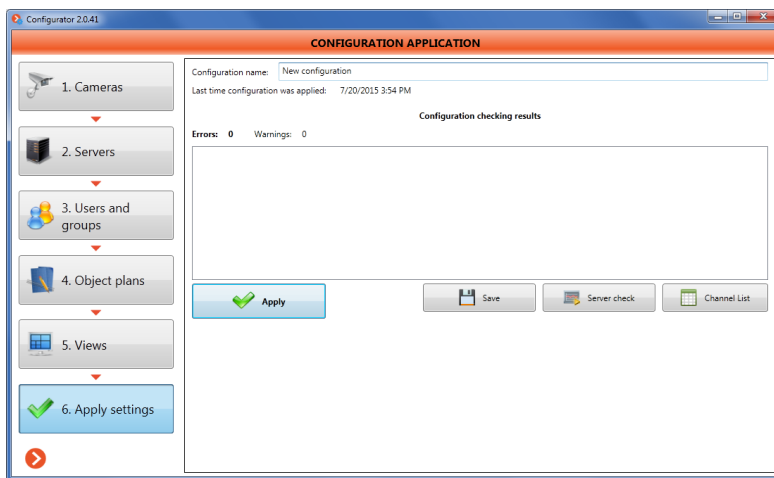 Configurator 2.0.41
CONFIGURATION APPLICATION
1. Cameras
2. Servers
3. Users and
groups
4. Object plans
5. Views
6. Apply settings
Configuration name: New configuration
Last time configuration was applied: 7/20/2015 3:54 PM
Configuration checking results
Errors: 0 Warnings: 0
Apply
Save
Server check
Channel List